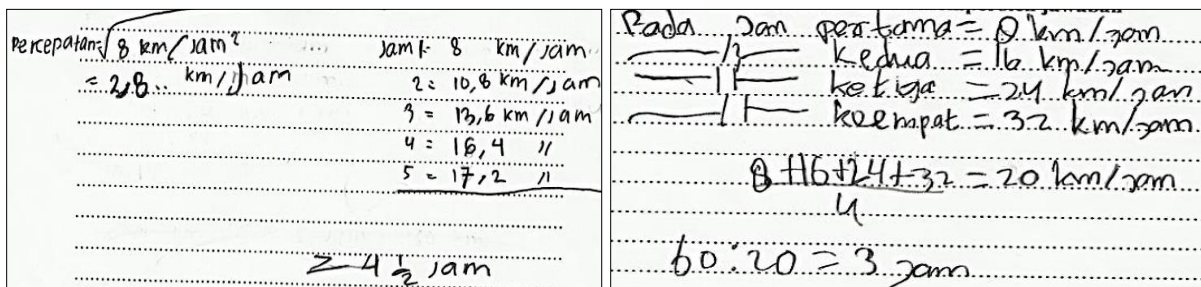 Percepatan = √8 km/jam²
= 2,8.. km/jam
Jam 1 = 8 km/jam
2 = 10,8 km/jam
3 = 13,6 km/jam
4 = 16,4 "
5 = 17,2 "
= 4 1/2 jam
Pada Jam pertama = 8 km/jam
—"— kedua = 16 km/jam
—"— ketiga = 24 km/jam
—"— keempat = 32 km/jam
8+16+24+32 = 20 km/jam
4
60 : 20 = 3 jam